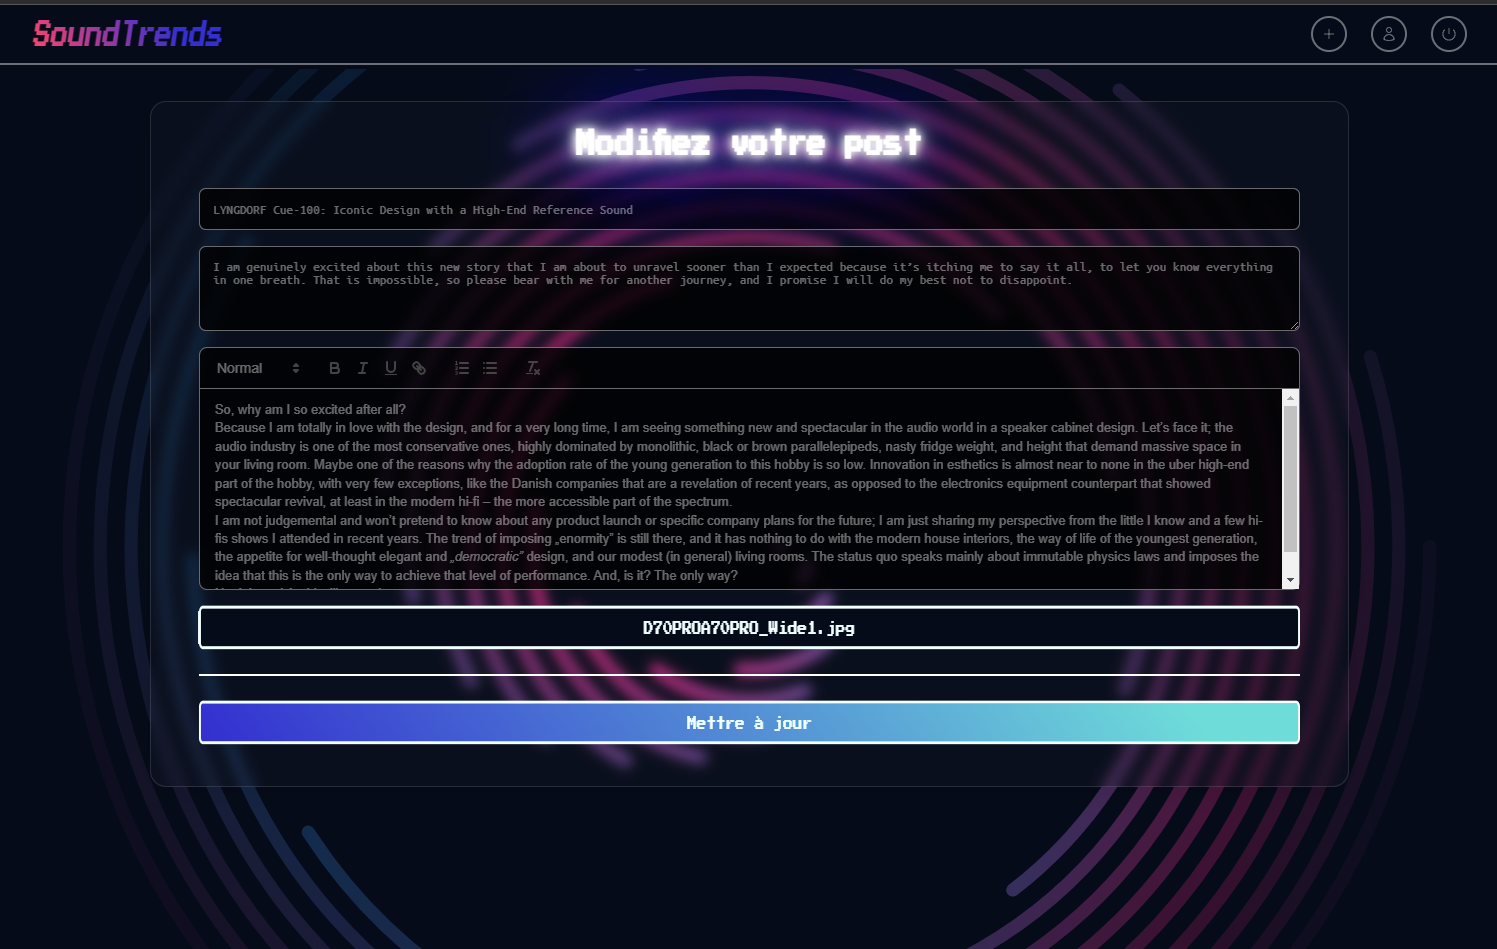 SoundTrends
Modifiez votre post
LYNGDORF Cue-100: Iconic Design with a High-End Reference Sound
I am genuinely excited about this new story that I am about to unravel sooner than I expected because it's itching me to say it all, to let you know everything
in one breath. That is impossible, so please bear with me for another journey, and I promise I will do my best not to disappoint.
Normal
So, why am I so excited after all?
Because I am totally in love with the design, and for a very long time, I am seeing something new and spectacular in the audio world in a speaker cabinet design. Let's face it; the
audio industry is one of the most conservative ones, highly dominated by monolithic, black or brown parallelepipeds, nasty fridge weight, and height that demand massive space in
your living room. Maybe one of the reasons why the adoption rate of the young generation to this hobby is so low. Innovation in esthetics is almost near to none in the uber high-end
part of the hobby, with very few exceptions, like the Danish companies that are a revelation of recent years, as opposed to the electronics equipment counterpart that showed
spectacular revival, at least in the modern hi-fi – the more accessible part of the spectrum.
I am not judgemental and won't pretend to know about any product launch or specific company plans for the future; I am just sharing my perspective from the little I know and a few hi-
fis shows I attended in recent years. The trend of imposing „enormity” is still there, and it has nothing to do with the modern house interiors, the way of life of the youngest generation,
the appetite for well-thought elegant and „democratic” design, and our modest (in general) living rooms. The status quo speaks mainly about immutable physics laws and imposes the
idea that this is the only way to achieve that level of performance. And, is it? The only way?
D70PROA70PRO_Wide1.jpg
Mettre à jour